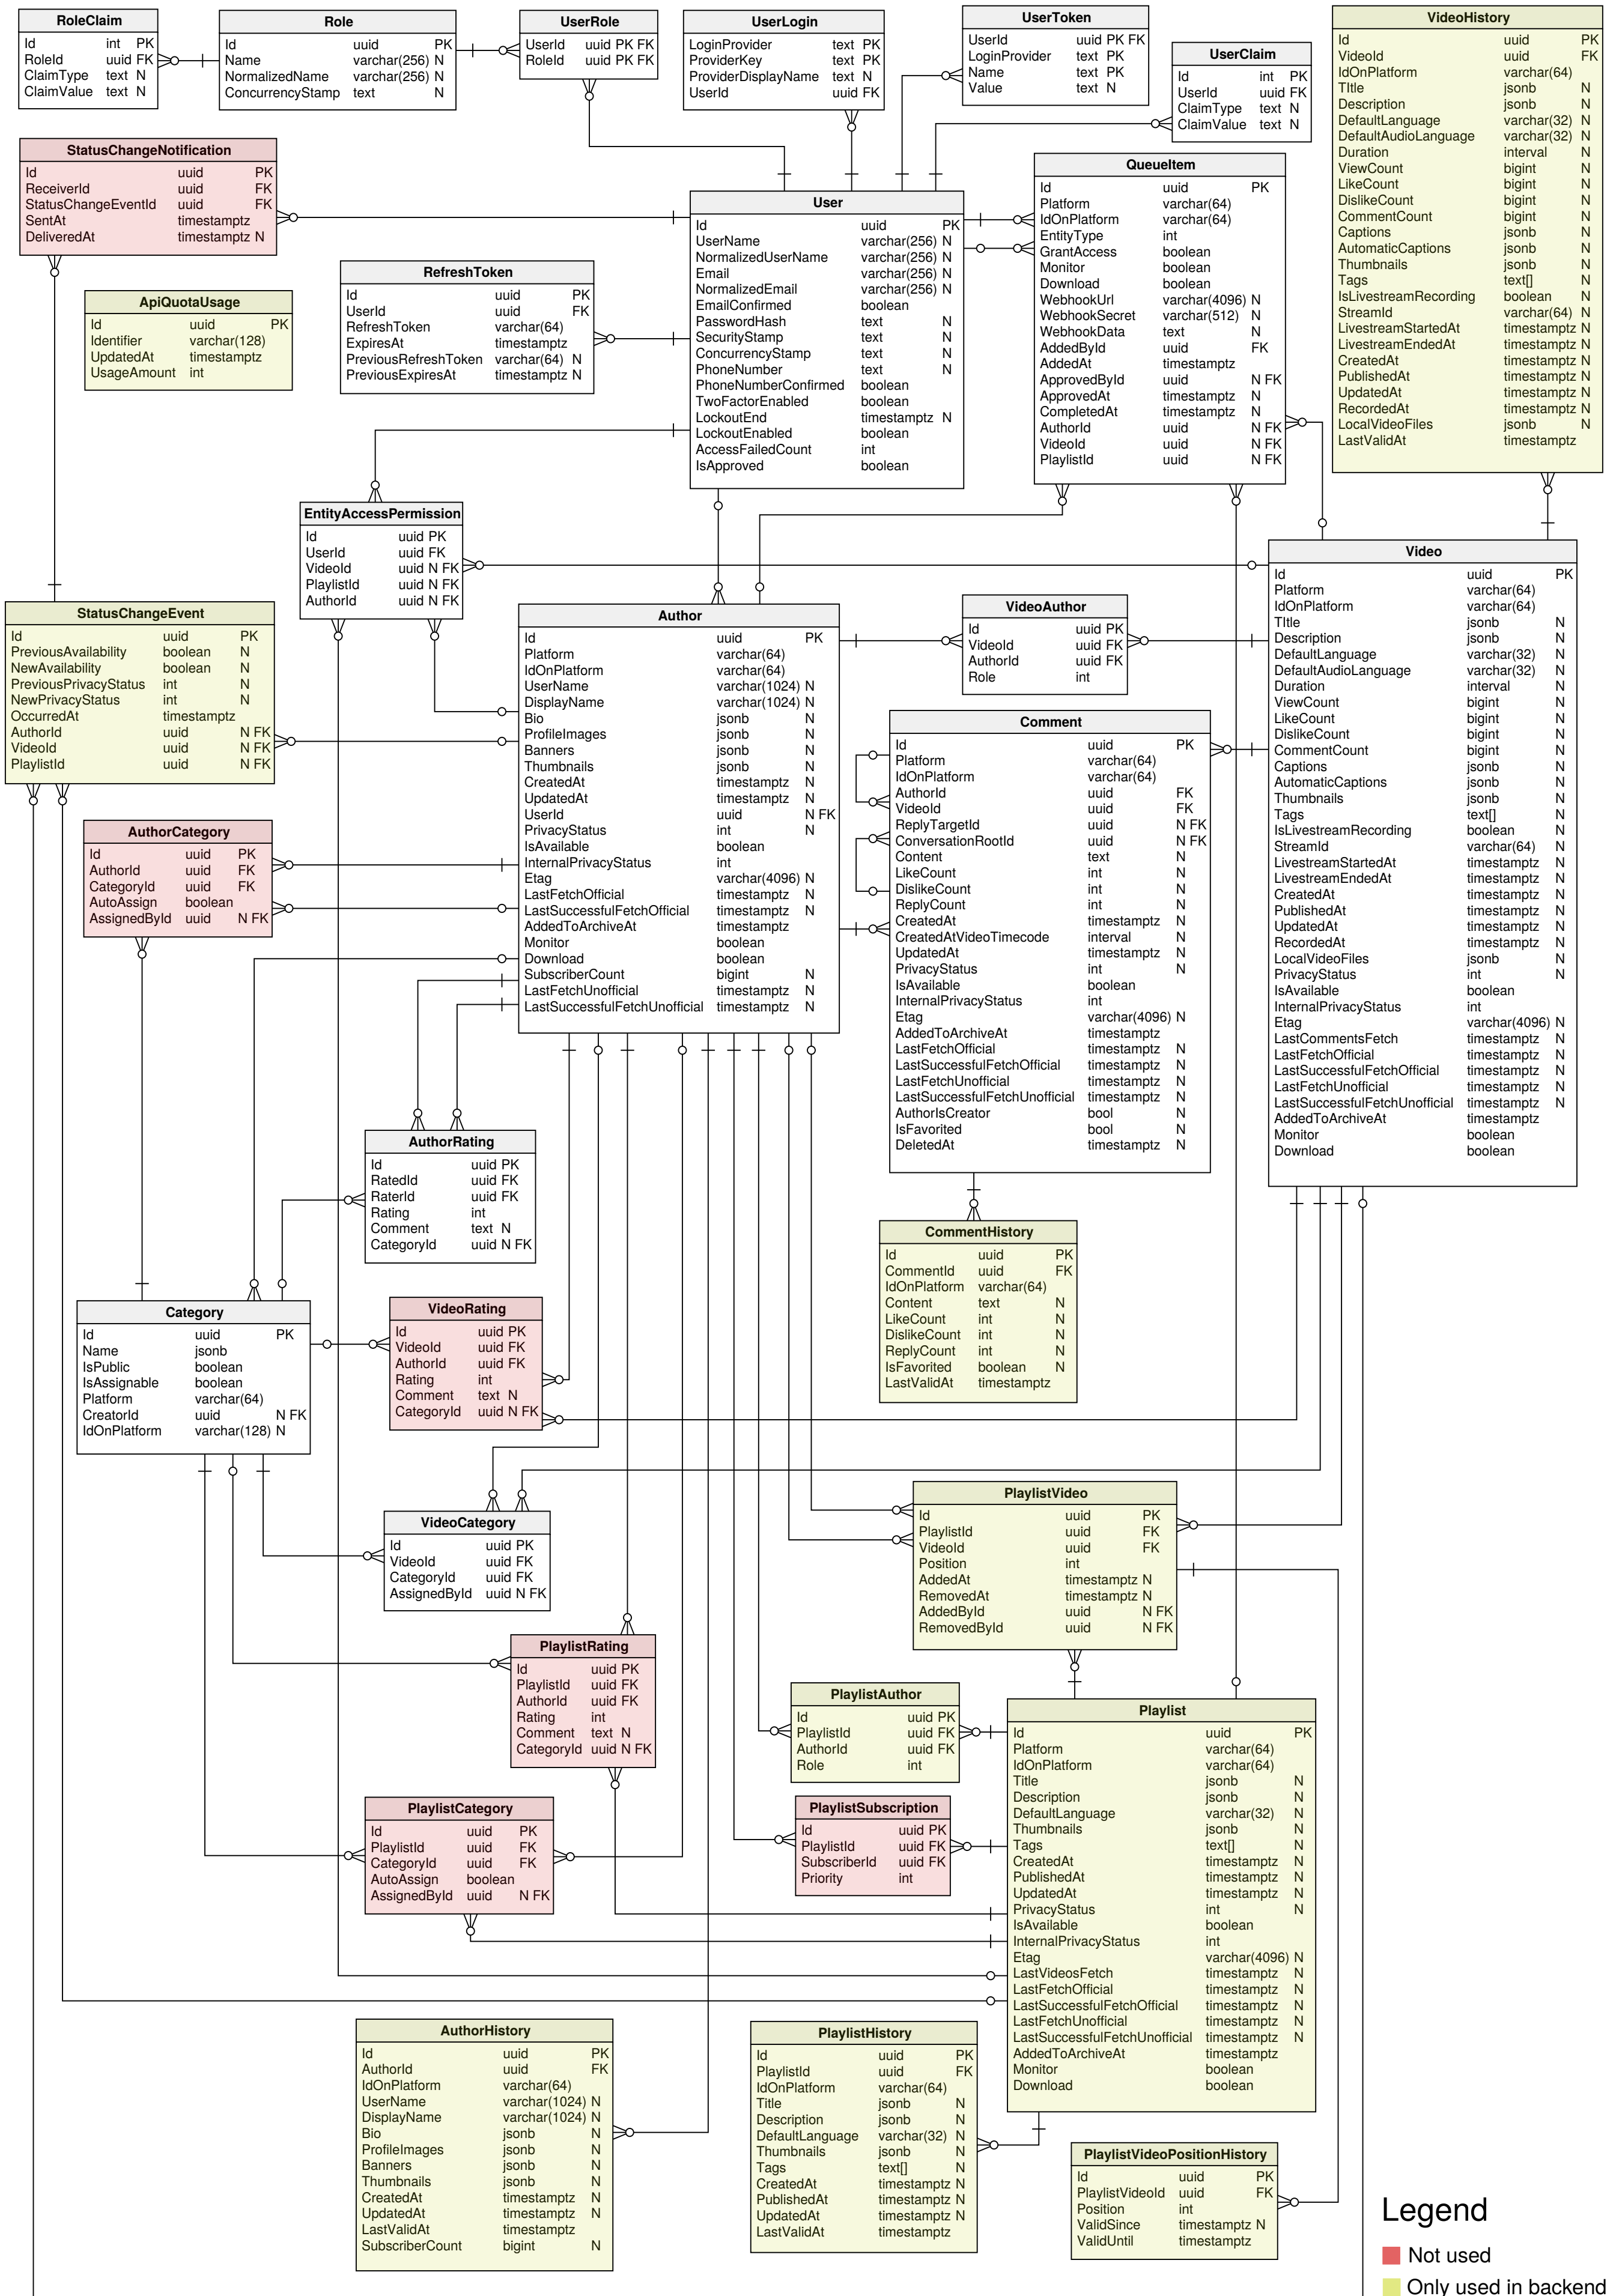 RoleClaim
Id int PK
RoleId uuid FK
ClaimType text N
ClaimValue text N
Role
Id uuid PK
Name varchar(256) N
NormalizedName varchar(256) N
ConcurrencyStamp text N
UserRole
UserId uuid PK FK
RoleId uuid PK FK
UserLogin
LoginProvider text PK
ProviderKey text PK
ProviderDisplayName text N
UserId uuid FK
UserToken
UserId uuid PK FK
LoginProvider text PK
Name text PK
Value text N
UserClaim
Id int PK
UserId uuid FK
ClaimType text N
ClaimValue text N
VideoHistory
Id uuid PK
VideoId uuid FK
IdOnPlatform varchar(64)
TItle jsonb N
Description jsonb N
DefaultLanguage varchar(32) N
DefaultAudioLanguage varchar(32) N
Duration interval N
ViewCount bigint N
LikeCount bigint N
DislikeCount bigint N
CommentCount bigint N
Captions jsonb N
AutomaticCaptions jsonb N
Thumbnails jsonb N
Tags text[] N
IsLivestreamRecording boolean N
StreamId varchar(64) N
LivestreamStartedAt timestamptz N
LivestreamEndedAt timestamptz N
CreatedAt timestamptz N
PublishedAt timestamptz N
UpdatedAt timestamptz N
RecordedAt timestamptz N
LocalVideoFiles jsonb N
LastValidAt timestamptz
StatusChangeNotification
Id uuid PK
ReceiverId uuid FK
StatusChangeEventId uuid FK
SentAt timestamptz
DeliveredAt timestamptz N
ApiQuotaUsage
Id uuid PK
Identifier varchar(128)
UpdatedAt timestamptz
UsageAmount int
RefreshToken
Id uuid PK
UserId uuid FK
RefreshToken varchar(64)
ExpiresAt timestamptz
PreviousRefreshToken varchar(64) N
PreviousExpiresAt timestamptz N
User
Id uuid PK
UserName varchar(256) N
NormalizedUserName varchar(256) N
Email varchar(256) N
NormalizedEmail varchar(256) N
EmailConfirmed boolean
PasswordHash text N
SecurityStamp text N
ConcurrencyStamp text N
PhoneNumber text N
PhoneNumberConfirmed boolean
TwoFactorEnabled boolean
LockoutEnd timestamptz N
LockoutEnabled boolean
AccessFailedCount int
IsApproved boolean
QueueItem
Id uuid PK
Platform varchar(64)
IdOnPlatform varchar(64)
EntityType int
GrantAccess boolean
Monitor boolean
Download boolean
WebhookUrl varchar(4096) N
WebhookSecret varchar(512) N
WebhookData text N
AddedById uuid FK
AddedAt timestamptz
ApprovedById uuid N FK
ApprovedAt timestamptz N
CompletedAt timestamptz N
AuthorId uuid N FK
VideoId uuid N FK
PlaylistId uuid N FK
EntityAccessPermission
Id uuid PK
UserId uuid FK
VideoId uuid N FK
PlaylistId uuid N FK
AuthorId uuid N FK
StatusChangeEvent
Id uuid PK
PreviousAvailability boolean N
NewAvailability boolean N
PreviousPrivacyStatus int N
NewPrivacyStatus int N
OccurredAt timestamptz
AuthorId uuid N FK
VideoId uuid N FK
PlaylistId uuid N FK
Author
Id uuid PK
Platform varchar(64)
IdOnPlatform varchar(64)
UserName varchar(1024) N
DisplayName varchar(1024) N
Bio jsonb N
ProfileImages jsonb N
Banners jsonb N
Thumbnails jsonb N
CreatedAt timestamptz N
UpdatedAt timestamptz N
UserId uuid N FK
PrivacyStatus int N
IsAvailable boolean
InternalPrivacyStatus int
Etag varchar(4096) N
LastFetchOfficial timestamptz N
LastSuccessfulFetchOfficial timestamptz N
AddedToArchiveAt timestamptz
Monitor boolean
Download boolean
SubscriberCount bigint N
LastFetchUnofficial timestamptz N
LastSuccessfulFetchUnofficial timestamptz N
VideoAuthor
Id uuid PK
VideoId uuid FK
AuthorId uuid FK
Role int
Video
Id uuid PK
Platform varchar(64)
IdOnPlatform varchar(64)
TItle jsonb N
Description jsonb N
DefaultLanguage varchar(32) N
DefaultAudioLanguage varchar(32) N
Duration interval N
ViewCount bigint N
LikeCount bigint N
DislikeCount bigint N
CommentCount bigint N
Captions jsonb N
AutomaticCaptions jsonb N
Thumbnails jsonb N
Tags text[] N
IsLivestreamRecording boolean N
StreamId varchar(64) N
LivestreamStartedAt timestamptz N
LivestreamEndedAt timestamptz N
CreatedAt timestamptz N
PublishedAt timestamptz N
UpdatedAt timestamptz N
RecordedAt timestamptz N
LocalVideoFiles jsonb N
PrivacyStatus int N
IsAvailable boolean
InternalPrivacyStatus int
Etag varchar(4096) N
LastCommentsFetch timestamptz N
LastFetchOfficial timestamptz N
LastSuccessfulFetchOfficial timestamptz N
LastFetchUnofficial timestamptz N
LastSuccessfulFetchUnofficial timestamptz N
AddedToArchiveAt timestamptz
Monitor boolean
Download boolean
Comment
Id uuid PK
Platform varchar(64)
IdOnPlatform varchar(64)
AuthorId uuid FK
VideoId uuid FK
ReplyTargetId uuid N FK
ConversationRootId uuid N FK
Content text N
LikeCount int N
DislikeCount int N
ReplyCount int N
CreatedAt timestamptz N
CreatedAtVideoTimecode interval N
UpdatedAt timestamptz N
PrivacyStatus int N
IsAvailable boolean
InternalPrivacyStatus int
Etag varchar(4096) N
AddedToArchiveAt timestamptz
LastFetchOfficial timestamptz N
LastSuccessfulFetchOfficial timestamptz N
LastFetchUnofficial timestamptz N
LastSuccessfulFetchUnofficial timestamptz N
AuthorIsCreator bool N
IsFavorited bool N
DeletedAt timestamptz N
AuthorCategory
Id uuid PK
AuthorId uuid FK
CategoryId uuid FK
AutoAssign boolean
AssignedById uuid N FK
AuthorRating
Id uuid PK
RatedId uuid FK
RaterId uuid FK
Rating int
Comment text N
CategoryId uuid N FK
CommentHistory
Id uuid PK
CommentId uuid FK
IdOnPlatform varchar(64)
Content text N
LikeCount int N
DislikeCount int N
ReplyCount int N
IsFavorited boolean N
LastValidAt timestamptz
Category
Id uuid PK
Name jsonb
IsPublic boolean
IsAssignable boolean
Platform varchar(64)
CreatorId uuid N FK
IdOnPlatform varchar(128) N
VideoRating
Id uuid PK
VideoId uuid FK
AuthorId uuid FK
Rating int
Comment text N
CategoryId uuid N FK
VideoCategory
Id uuid PK
VideoId uuid FK
CategoryId uuid FK
AssignedById uuid N FK
PlaylistVideo
Id uuid PK
PlaylistId uuid FK
VideoId uuid FK
Position int
AddedAt timestamptz N
RemovedAt timestamptz N
AddedById uuid N FK
RemovedById uuid N FK
PlaylistRating
Id uuid PK
PlaylistId uuid FK
AuthorId uuid FK
Rating int
Comment text N
CategoryId uuid N FK
PlaylistAuthor
Id uuid PK
PlaylistId uuid FK
AuthorId uuid FK
Role int
Playlist
Id uuid PK
Platform varchar(64)
IdOnPlatform varchar(64)
Title jsonb N
Description jsonb N
DefaultLanguage varchar(32) N
Thumbnails jsonb N
Tags text[] N
CreatedAt timestamptz N
PublishedAt timestamptz N
UpdatedAt timestamptz N
PrivacyStatus int N
IsAvailable boolean
InternalPrivacyStatus int
Etag varchar(4096) N
LastVideosFetch timestamptz N
LastFetchOfficial timestamptz N
LastSuccessfulFetchOfficial timestamptz N
LastFetchUnofficial timestamptz N
LastSuccessfulFetchUnofficial timestamptz N
AddedToArchiveAt timestamptz
Monitor boolean
Download boolean
PlaylistCategory
Id uuid PK
PlaylistId uuid FK
CategoryId uuid FK
AutoAssign boolean
AssignedById uuid N FK
PlaylistSubscription
Id uuid PK
PlaylistId uuid FK
SubscriberId uuid FK
Priority int
AuthorHistory
Id uuid PK
AuthorId uuid FK
IdOnPlatform varchar(64)
UserName varchar(1024) N
DisplayName varchar(1024) N
Bio jsonb N
ProfileImages jsonb N
Banners jsonb N
Thumbnails jsonb N
CreatedAt timestamptz N
UpdatedAt timestamptz N
LastValidAt timestamptz
SubscriberCount bigint N
PlaylistHistory
Id uuid PK
PlaylistId uuid FK
IdOnPlatform varchar(64)
Title jsonb N
Description jsonb N
DefaultLanguage varchar(32) N
Thumbnails jsonb N
Tags text[] N
CreatedAt timestamptz N
PublishedAt timestamptz N
UpdatedAt timestamptz N
LastValidAt timestamptz
PlaylistVideoPositionHistory
Id uuid PK
PlaylistVideoId uuid FK
Position int
ValidSince timestamptz N
ValidUntil timestamptz
Legend
Not used
Only used in backend